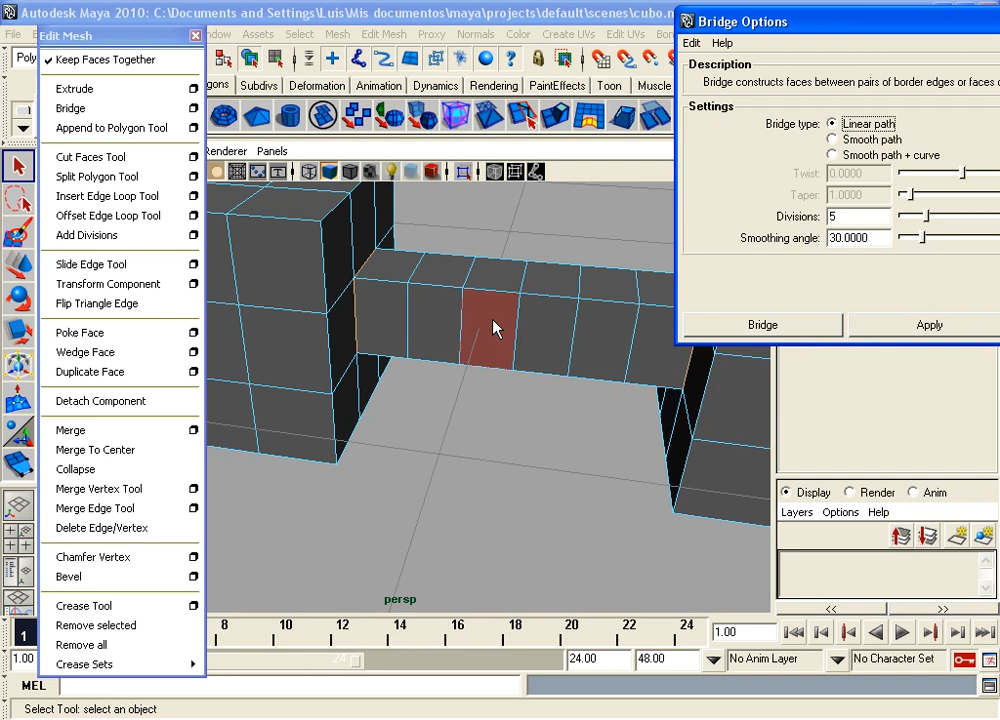 Autodesk Maya 2010: C:\Documents and Settings\Luis\Mis documentos\maya\projects\default\scenes\cubo.m
File
ndow Assets Select Mesh Edit Mesh Proxy Normals Color Create UVs Edit UVs Bon
Poly
gons Subdivs Deformation Animation Dynamics Rendering PaintEffects Toon Muscle
Renderer Panels
Edit Mesh
Keep Faces Together
Extrude
Bridge
Append to Polygon Tool
Cut Faces Tool
Split Polygon Tool
Insert Edge Loop Tool
Offset Edge Loop Tool
Add Divisions
Slide Edge Tool
Transform Component
Flip Triangle Edge
Poke Face
Wedge Face
Duplicate Face
Detach Component
Merge
Merge To Center
Collapse
Merge Vertex Tool
Merge Edge Tool
Delete Edge/Vertex
Chamfer Vertex
Bevel
Crease Tool
Remove selected
Remove all
Crease Sets
Bridge Options
Edit Help
Description
Bridge constructs faces between pairs of border edges or faces o
Settings
Bridge type: Linear path
Smooth path
Smooth path + curve
Twist: 0.0000
Taper: 1.0000
Divisions: 5
Smoothing angle: 30.0000
Bridge Apply
persp
Display Render Anim
Layers Options Help
<< >>
1 8 10 12 14 16 18 20 22 24 1.00
1.00 24 24.00 48.00 No Anim Layer No Character Set
MEL
Select Tool: select an object